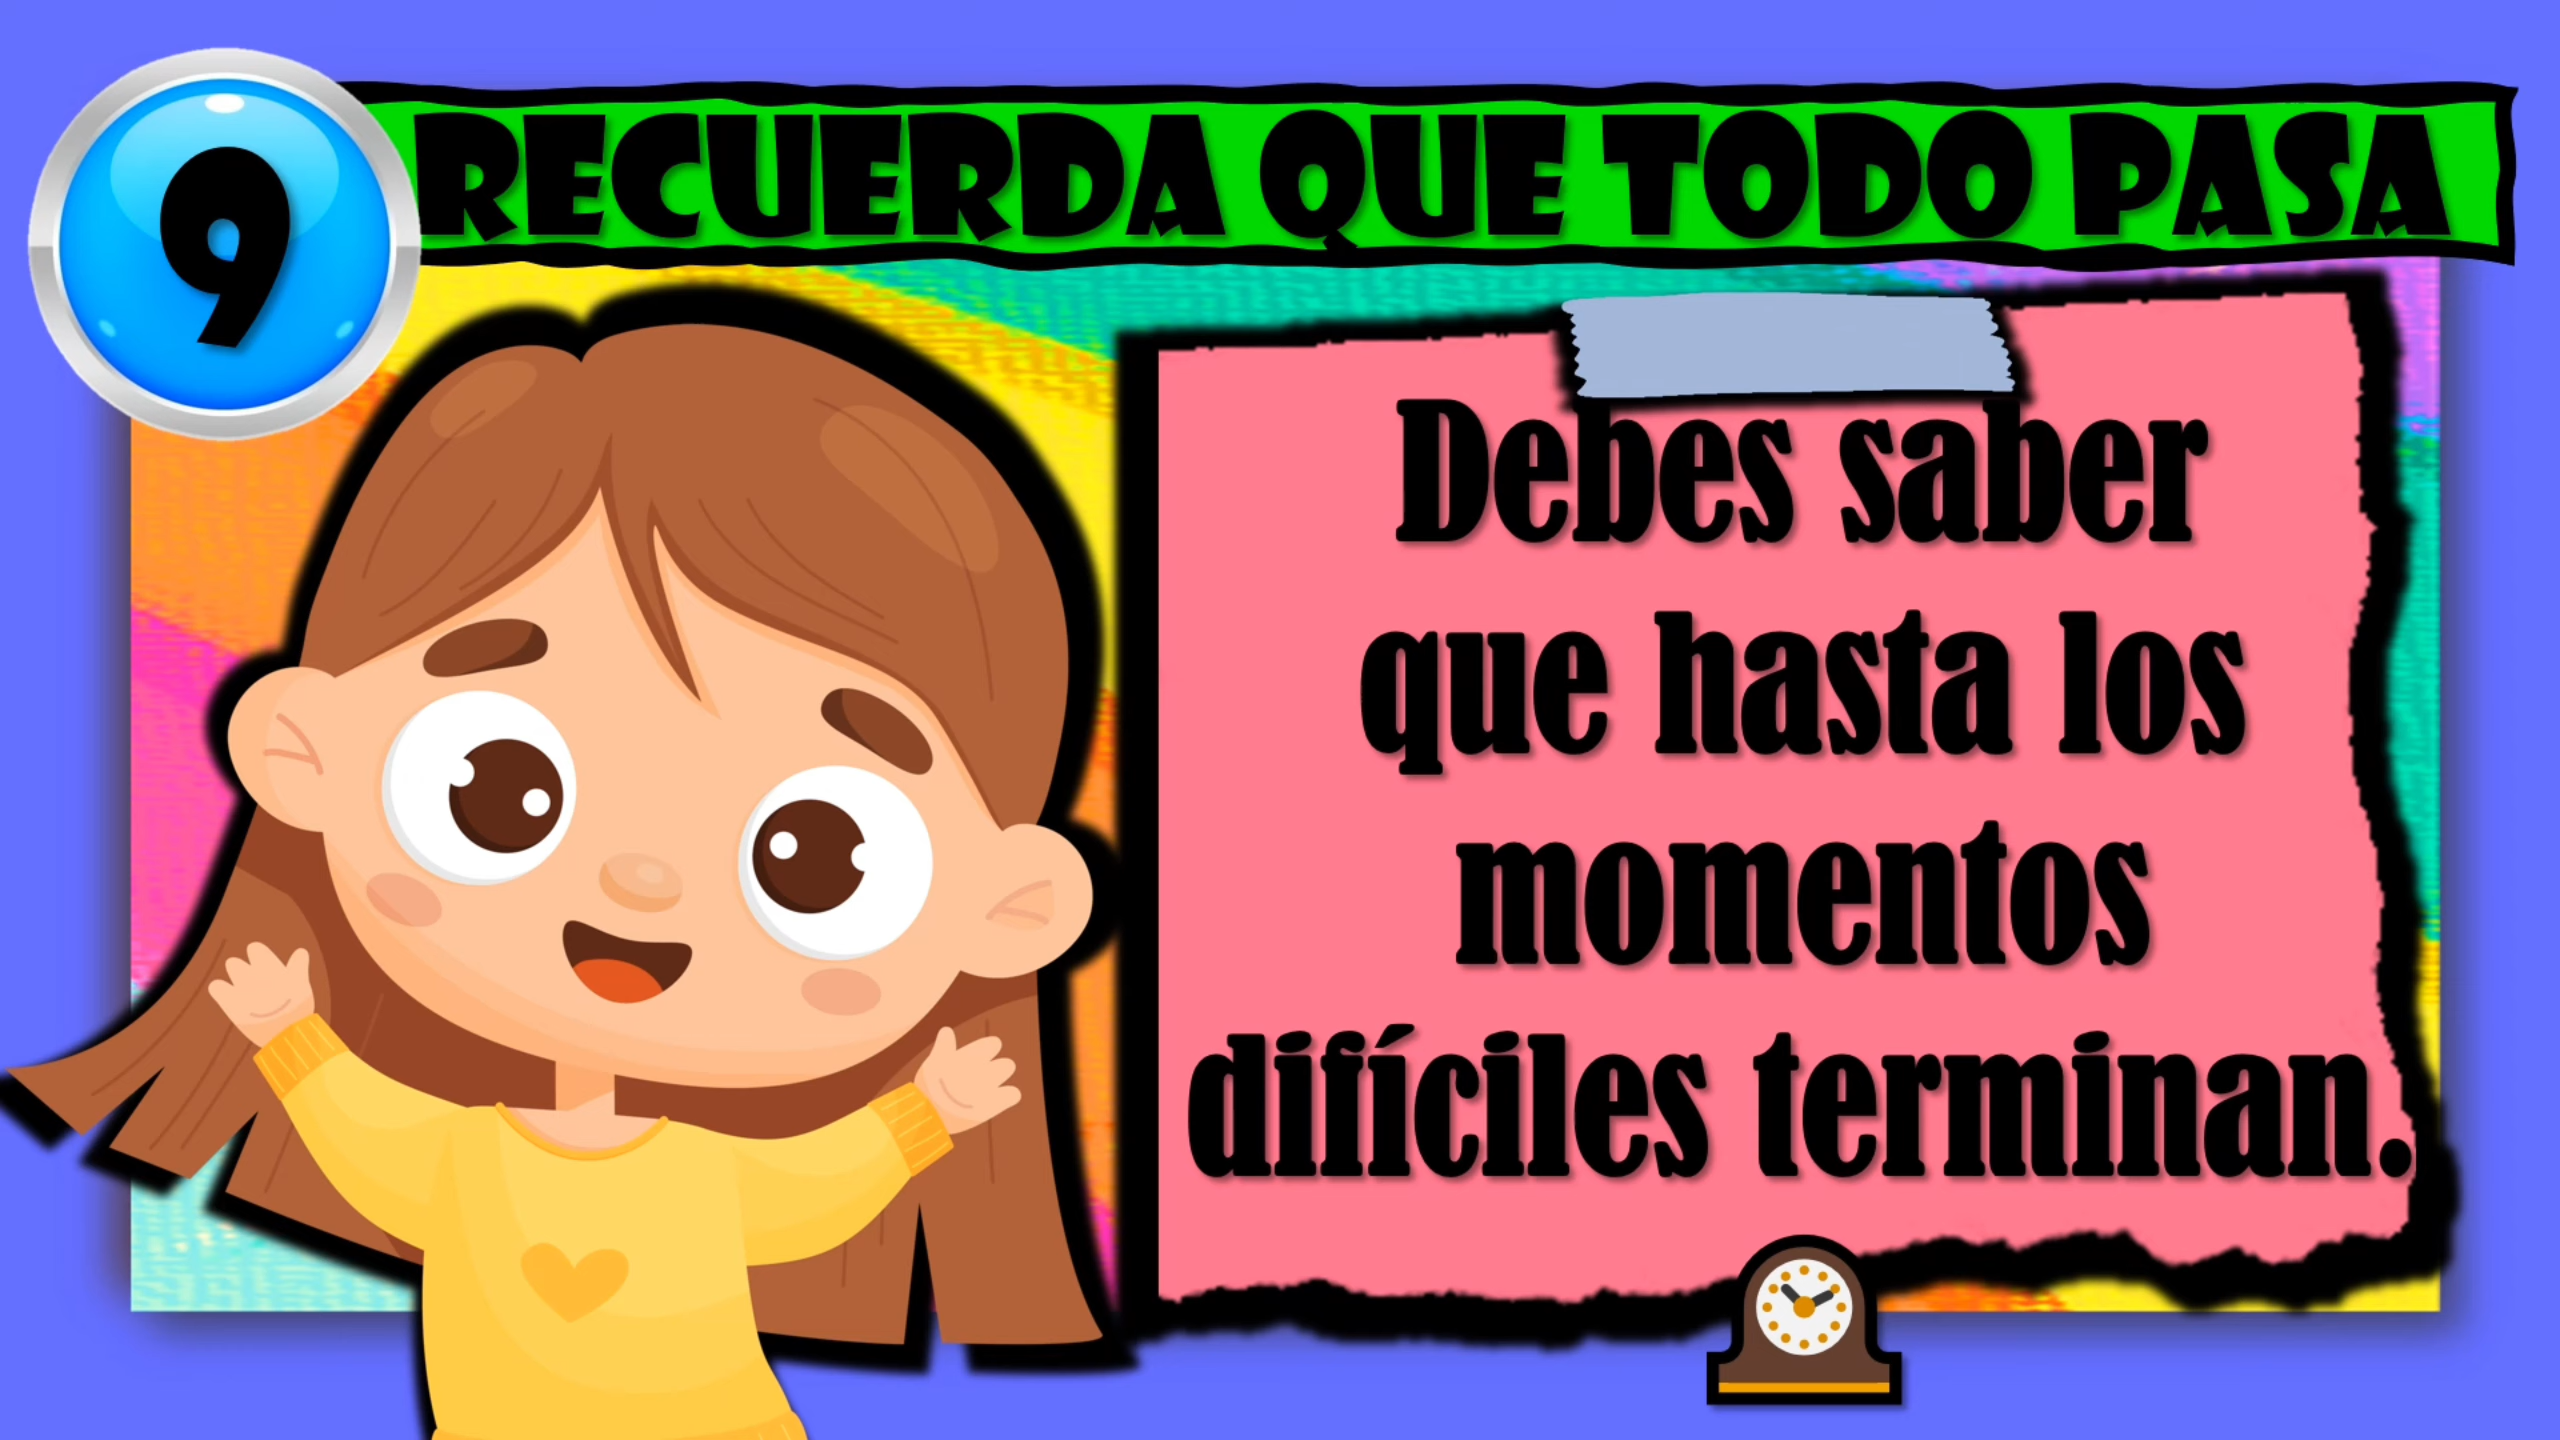 9
RECUERDA QUE TODO PASA
Debes saber
que hasta los
momentos
difíciles terminan.